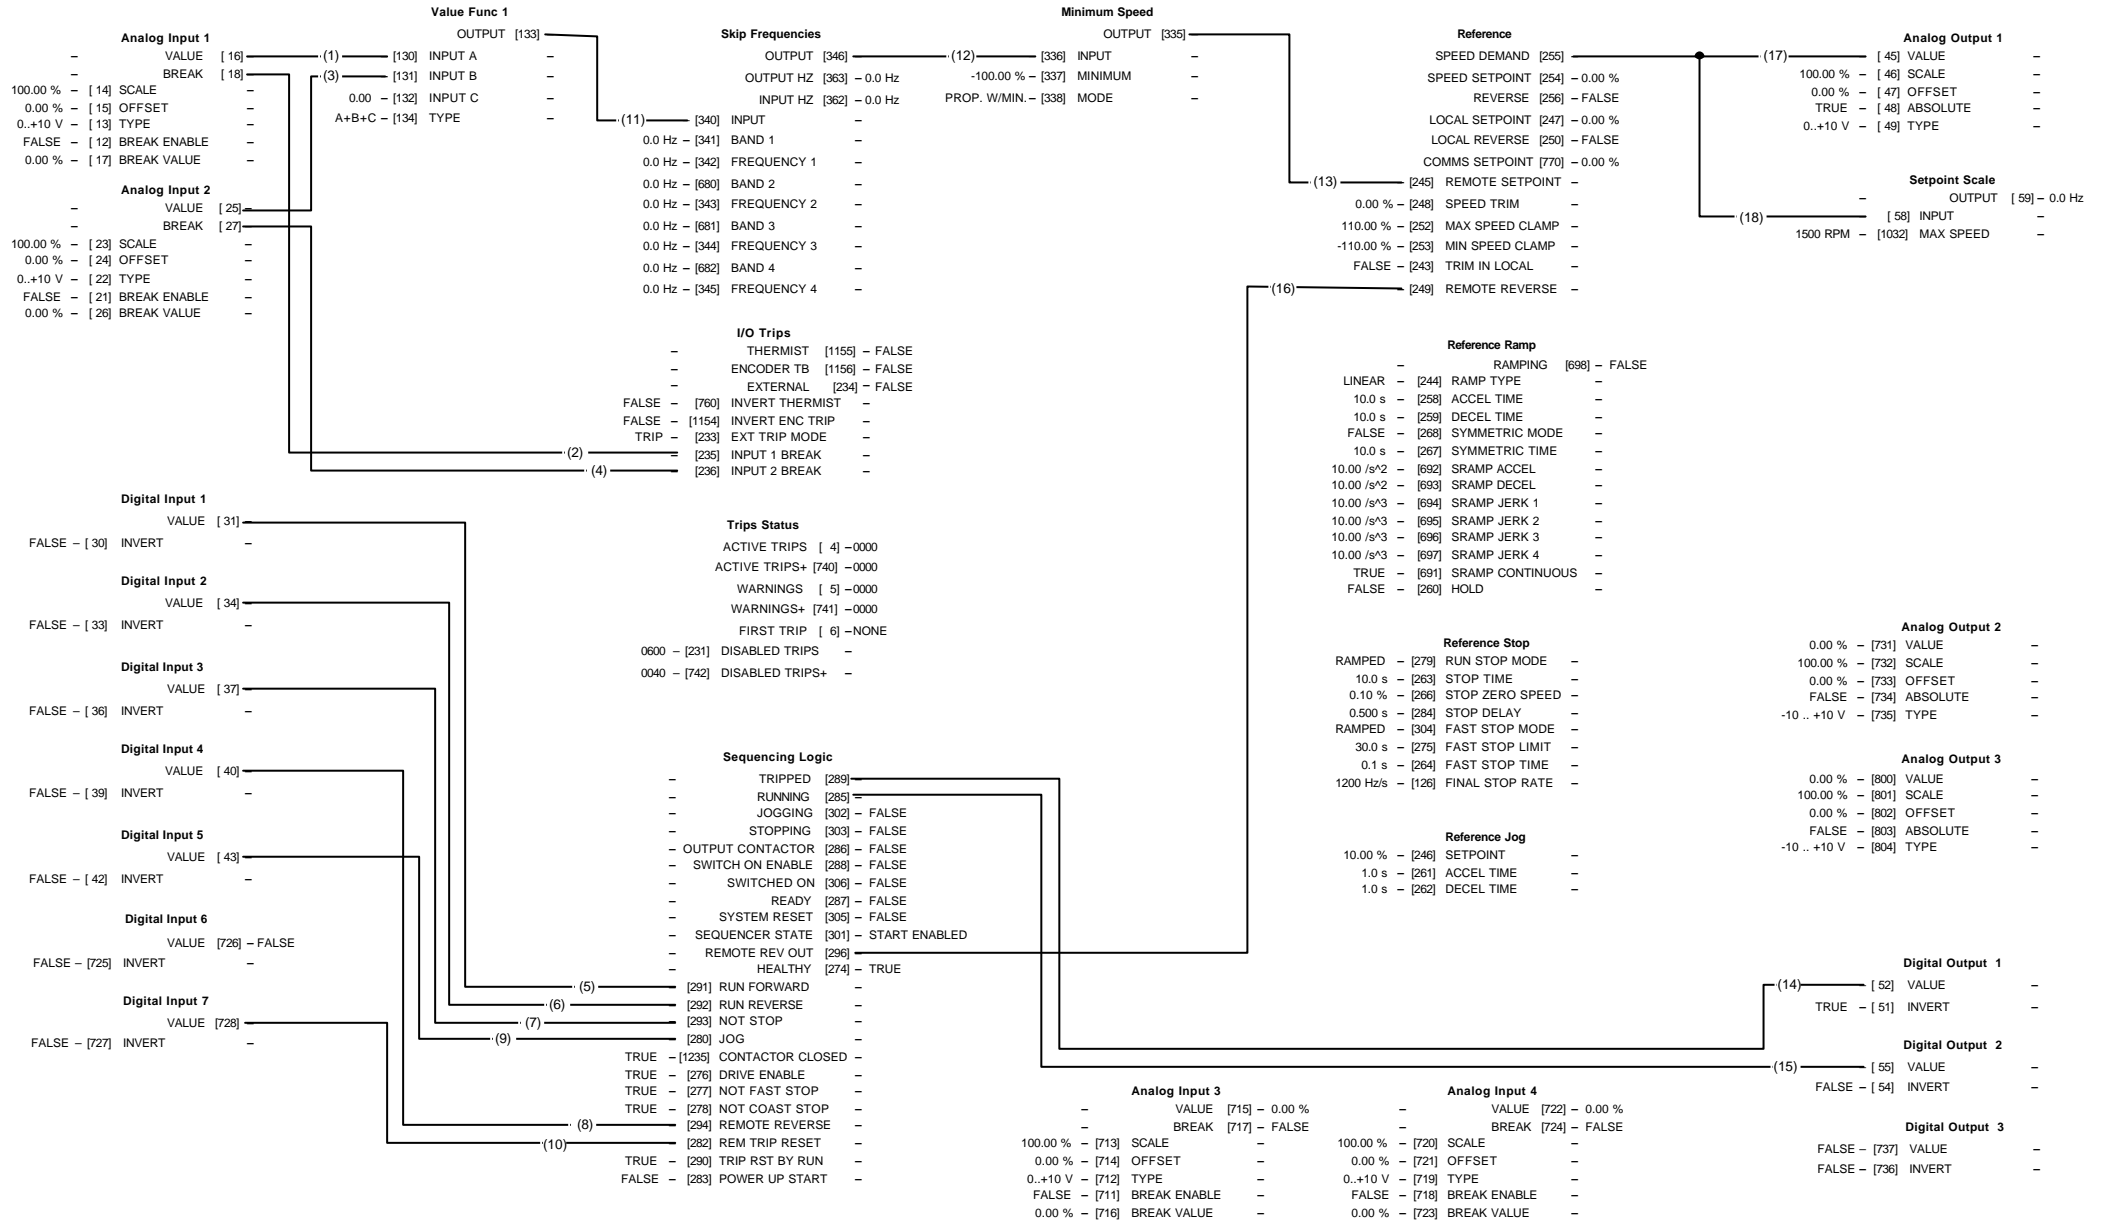 Analog Input 1
– VALUE [ 16] –
– BREAK [ 18] –
100.00 % – [ 14] SCALE –
0.00 % – [ 15] OFFSET –
0..+10 V – [ 13] TYPE –
FALSE – [ 12] BREAK ENABLE –
0.00 % – [ 17] BREAK VALUE –
Analog Input 2
– VALUE [ 25] –
– BREAK [ 27] –
100.00 % – [ 23] SCALE –
0.00 % – [ 24] OFFSET –
0..+10 V – [ 22] TYPE –
FALSE – [ 21] BREAK ENABLE –
0.00 % – [ 26] BREAK VALUE –
Digital Input 1
VALUE [ 31] –
FALSE – [ 30] INVERT –
Digital Input 2
VALUE [ 34] –
FALSE – [ 33] INVERT –
Digital Input 3
VALUE [ 37] –
FALSE – [ 36] INVERT –
Digital Input 4
VALUE [ 40] –
FALSE – [ 39] INVERT –
Digital Input 5
VALUE [ 43] –
FALSE – [ 42] INVERT –
Digital Input 6
VALUE [726] – FALSE
FALSE – [725] INVERT –
Digital Input 7
VALUE [728] –
FALSE – [727] INVERT –
Value Func 1
OUTPUT [133] –
(1) – [130] INPUT A –
(3) – [131] INPUT B –
0.00 – [132] INPUT C –
A+B+C – [134] TYPE –
Skip Frequencies
OUTPUT [346] –
OUTPUT HZ [363] – 0.0 Hz
INPUT HZ [362] – 0.0 Hz
(11) – [340] INPUT –
0.0 Hz – [341] BAND 1 –
0.0 Hz – [342] FREQUENCY 1 –
0.0 Hz – [680] BAND 2 –
0.0 Hz – [343] FREQUENCY 2 –
0.0 Hz – [681] BAND 3 –
0.0 Hz – [344] FREQUENCY 3 –
0.0 Hz – [682] BAND 4 –
0.0 Hz – [345] FREQUENCY 4 –
I/O Trips
– THERMIST [1155] – FALSE
– ENCODER TB [1156] – FALSE
– EXTERNAL [234] – FALSE
FALSE – [760] INVERT THERMIST –
FALSE – [1154] INVERT ENC TRIP –
TRIP – [233] EXT TRIP MODE –
(2) – [235] INPUT 1 BREAK –
(4) – [236] INPUT 2 BREAK –
Trips Status
ACTIVE TRIPS [ 4] – 0000
ACTIVE TRIPS+ [740] – 0000
WARNINGS [ 5] – 0000
WARNINGS+ [741] – 0000
FIRST TRIP [ 6] – NONE
0600 – [231] DISABLED TRIPS –
0040 – [742] DISABLED TRIPS+ –
Sequencing Logic
– TRIPPED [289] –
– RUNNING [285] –
– JOGGING [302] – FALSE
– STOPPING [303] – FALSE
– OUTPUT CONTACTOR [286] – FALSE
– SWITCH ON ENABLE [288] – FALSE
– SWITCHED ON [306] – FALSE
– READY [287] – FALSE
– SYSTEM RESET [305] – FALSE
– SEQUENCER STATE [301] – START ENABLED
– REMOTE REV OUT [296] –
– HEALTHY [274] – TRUE
(5) – [291] RUN FORWARD –
(6) – [292] RUN REVERSE –
(7) – [293] NOT STOP –
(9) – [280] JOG –
TRUE – [1235] CONTACTOR CLOSED –
TRUE – [276] DRIVE ENABLE –
TRUE – [277] NOT FAST STOP –
TRUE – [278] NOT COAST STOP –
(8) – [294] REMOTE REVERSE –
(10) – [282] REM TRIP RESET –
TRUE – [290] TRIP RST BY RUN –
FALSE – [283] POWER UP START –
Minimum Speed
OUTPUT [335] –
(12) – [336] INPUT –
-100.00 % – [337] MINIMUM –
PROP. W/MIN. – [338] MODE –
Reference
SPEED DEMAND [255] –
SPEED SETPOINT [254] – 0.00 %
REVERSE [256] – FALSE
LOCAL SETPOINT [247] – 0.00 %
LOCAL REVERSE [250] – FALSE
COMMS SETPOINT [770] – 0.00 %
(13) – [245] REMOTE SETPOINT –
0.00 % – [248] SPEED TRIM –
110.00 % – [252] MAX SPEED CLAMP –
-110.00 % – [253] MIN SPEED CLAMP –
FALSE – [243] TRIM IN LOCAL –
(16) – [249] REMOTE REVERSE –
Reference Ramp
– RAMPING [698] – FALSE
LINEAR – [244] RAMP TYPE –
10.0 s – [258] ACCEL TIME –
10.0 s – [259] DECEL TIME –
FALSE – [268] SYMMETRIC MODE –
10.0 s – [267] SYMMETRIC TIME –
10.00 /s^2 – [692] SRAMP ACCEL –
10.00 /s^2 – [693] SRAMP DECEL –
10.00 /s^3 – [694] SRAMP JERK 1 –
10.00 /s^3 – [695] SRAMP JERK 2 –
10.00 /s^3 – [696] SRAMP JERK 3 –
10.00 /s^3 – [697] SRAMP JERK 4 –
TRUE – [691] SRAMP CONTINUOUS –
FALSE – [260] HOLD –
Reference Stop
RAMPED – [279] RUN STOP MODE –
10.0 s – [263] STOP TIME –
0.10 % – [266] STOP ZERO SPEED –
0.500 s – [284] STOP DELAY –
RAMPED – [304] FAST STOP MODE –
30.0 s – [275] FAST STOP LIMIT –
0.1 s – [264] FAST STOP TIME –
1200 Hz/s – [126] FINAL STOP RATE –
Reference Jog
10.00 % – [246] SETPOINT –
1.0 s – [261] ACCEL TIME –
1.0 s – [262] DECEL TIME –
Analog Input 3
– VALUE [715] – 0.00 %
– BREAK [717] – FALSE
100.00 % – [713] SCALE –
0.00 % – [714] OFFSET –
0..+10 V – [712] TYPE –
FALSE – [711] BREAK ENABLE –
0.00 % – [716] BREAK VALUE –
Analog Input 4
– VALUE [722] – 0.00 %
– BREAK [724] – FALSE
100.00 % – [720] SCALE –
0.00 % – [721] OFFSET –
0..+10 V – [719] TYPE –
FALSE – [718] BREAK ENABLE –
0.00 % – [723] BREAK VALUE –
Analog Output 1
(17) – [ 45] VALUE –
100.00 % – [ 46] SCALE –
0.00 % – [ 47] OFFSET –
TRUE – [ 48] ABSOLUTE –
0..+10 V – [ 49] TYPE –
Setpoint Scale
– OUTPUT [ 59] – 0.0 Hz
(18) – [ 58] INPUT –
1500 RPM – [1032] MAX SPEED –
Analog Output 2
0.00 % – [731] VALUE –
100.00 % – [732] SCALE –
0.00 % – [733] OFFSET –
FALSE – [734] ABSOLUTE –
-10 .. +10 V – [735] TYPE –
Analog Output 3
0.00 % – [800] VALUE –
100.00 % – [801] SCALE –
0.00 % – [802] OFFSET –
FALSE – [803] ABSOLUTE –
-10 .. +10 V – [804] TYPE –
Digital Output 1
(14) – [ 52] VALUE –
TRUE – [ 51] INVERT –
Digital Output 2
(15) – [ 55] VALUE –
FALSE – [ 54] INVERT –
Digital Output 3
FALSE – [737] VALUE –
FALSE – [736] INVERT –